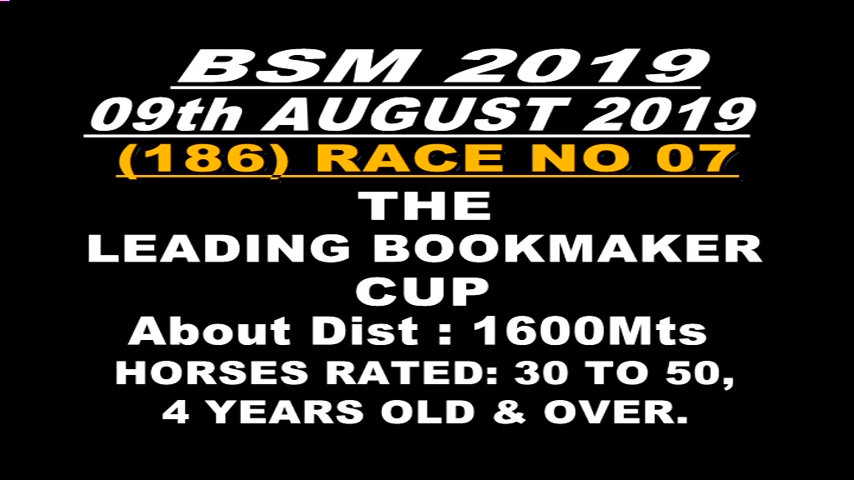 BSM 2019
09th AUGUST 2019
(186) RACE NO 07
THE
LEADING BOOKMAKER
CUP
About Dist : 1600Mts
HORSES RATED: 30 TO 50,
4 YEARS OLD & OVER.